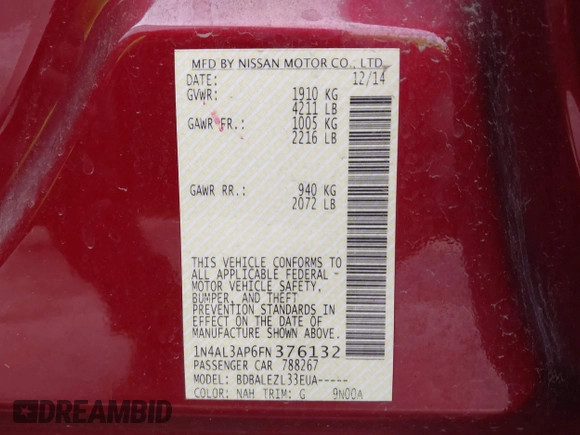 MFD BY NISSAN MOTOR CO., LTD.
DATE: 12/14
GVWR: 1910 KG
4211 LB
GAWR FR.: 1005 KG
2216 LB
GAWR RR.: 940 KG
2072 LB
THIS VEHICLE CONFORMS TO
ALL APPLICABLE FEDERAL
MOTOR VEHICLE SAFETY,
BUMPER, AND THEFT
PREVENTION STANDARDS IN
EFFECT ON THE DATE OF
MANUFACTURE SHOWN ABOVE.
1N4AL3AP6FN376132
PASSENGER CAR 788267
MODEL: BDBALEZL33EUA-----
COLOR: NAH TRIM: G 9N00A
DREAMBID